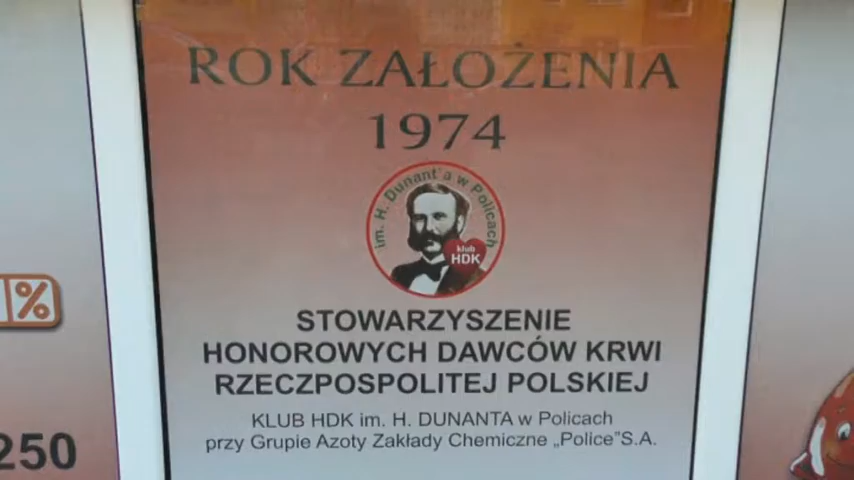 ROK ZAŁOŻENIA
1974
im. H. Dunant'a w Policach
klub
HDK
STOWARZYSZENIE
HONOROWYCH DAWCÓW KRWI
RZECZPOSPOLITEJ POLSKIEJ
KLUB HDK im. H. DUNANTA w Policach
przy Grupie Azoty Zakłady Chemiczne „Police”S.A.
%
250